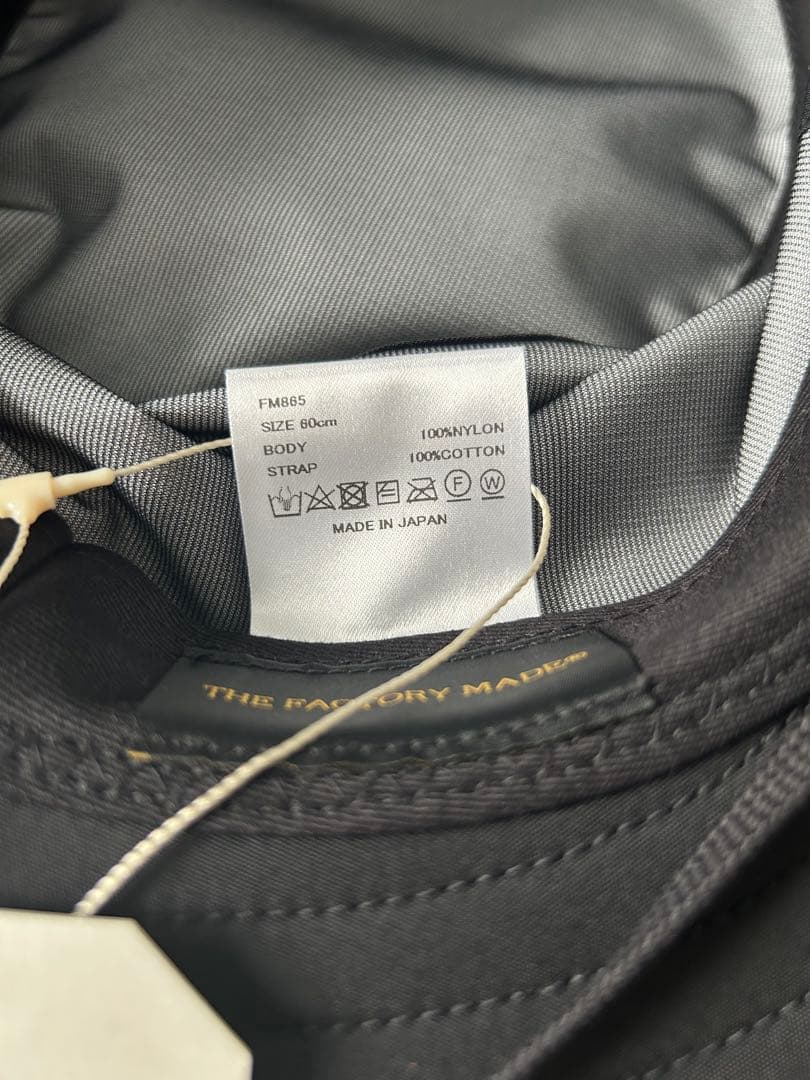 FM865
SIZE 60cm
BODY 100%NYLON
STRAP 100%COTTON
F W
MADE IN JAPAN
THE FACTORY MADE®